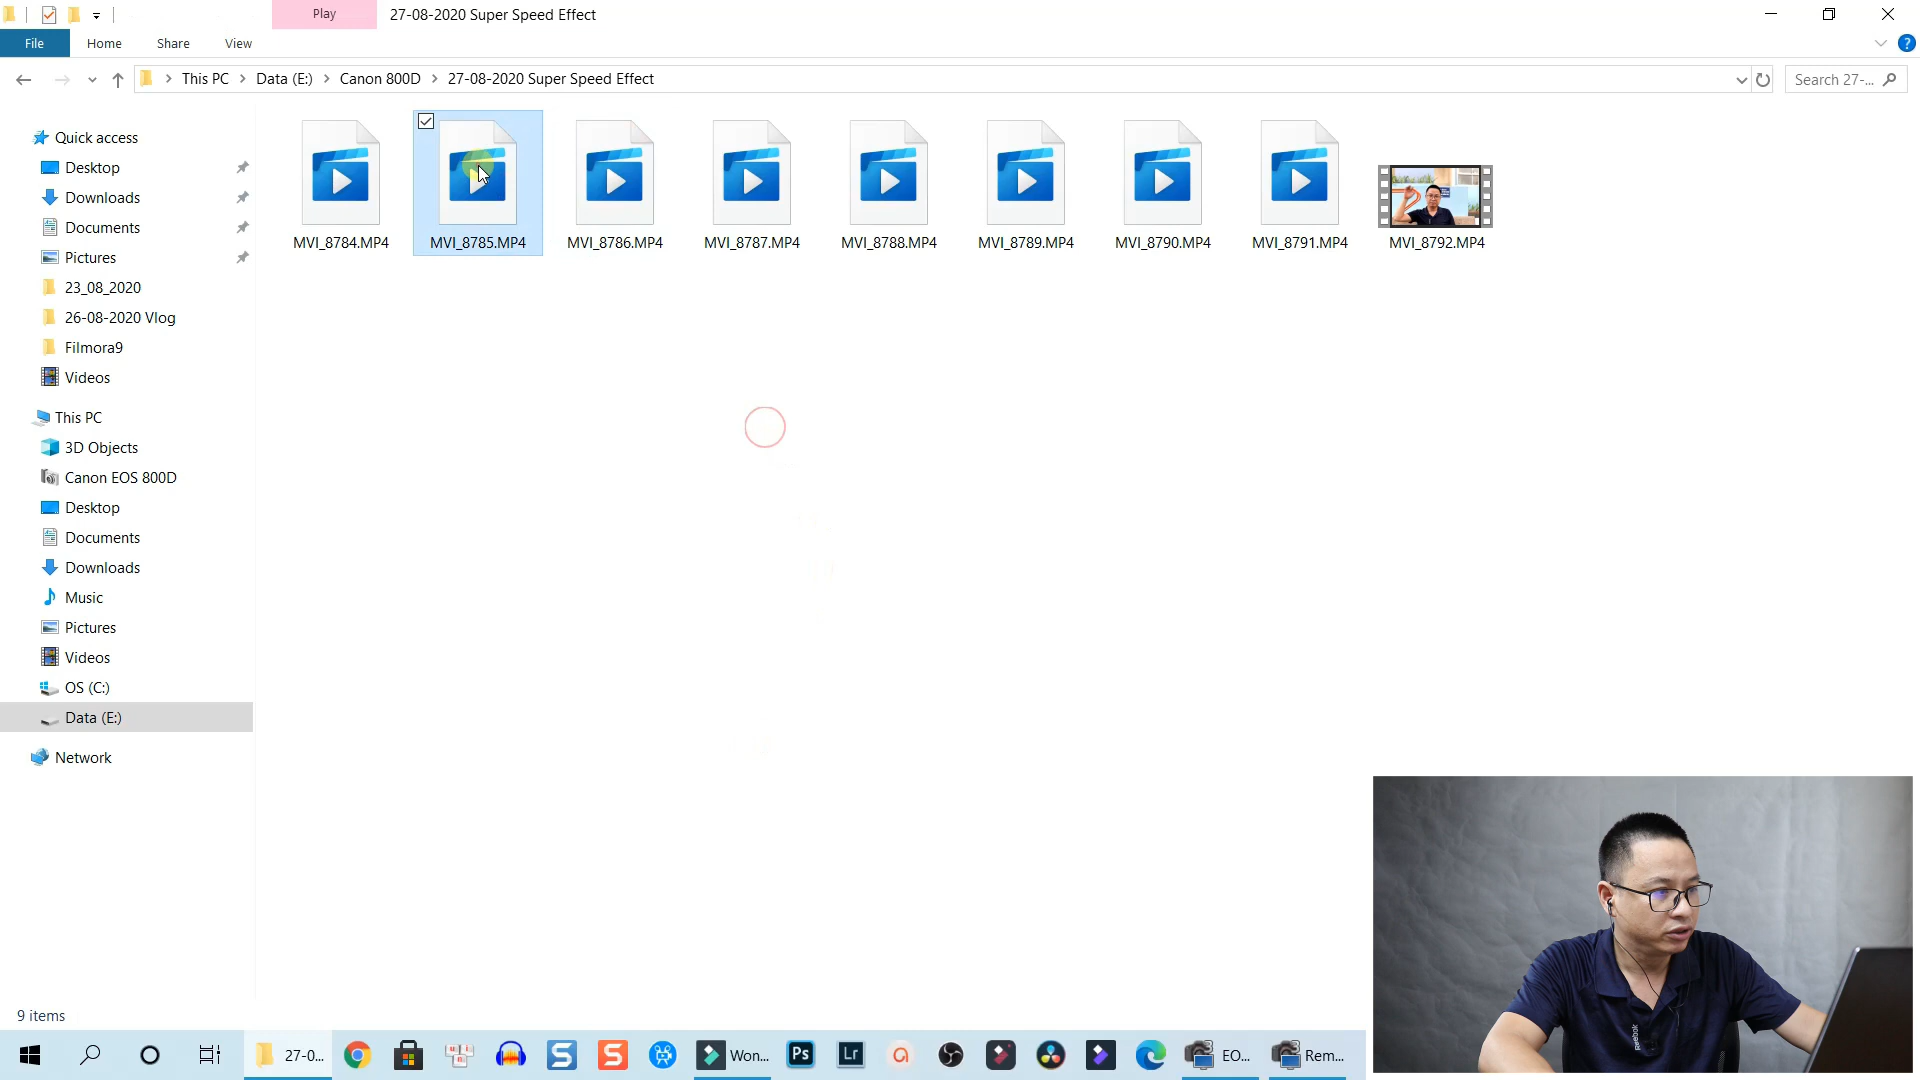 Play
27-08-2020 Super Speed Effect
File
Home
Share
View
This PC
Data (E:)
Canon 800D
27-08-2020 Super Speed Effect
Search 27-...
Quick access
Desktop
Downloads
Documents
Pictures
23_08_2020
26-08-2020 Vlog
Filmora9
Videos
This PC
3D Objects
Canon EOS 800D
Desktop
Documents
Downloads
Music
Pictures
Videos
OS (C:)
Data (E:)
Network
MVI_8784.MP4
MVI_8785.MP4
MVI_8786.MP4
MVI_8787.MP4
MVI_8788.MP4
MVI_8789.MP4
MVI_8790.MP4
MVI_8791.MP4
MVI_8792.MP4
9 items
27-0...
S
S
Won...
Ps
Lr
EO...
Rem...
Reebok